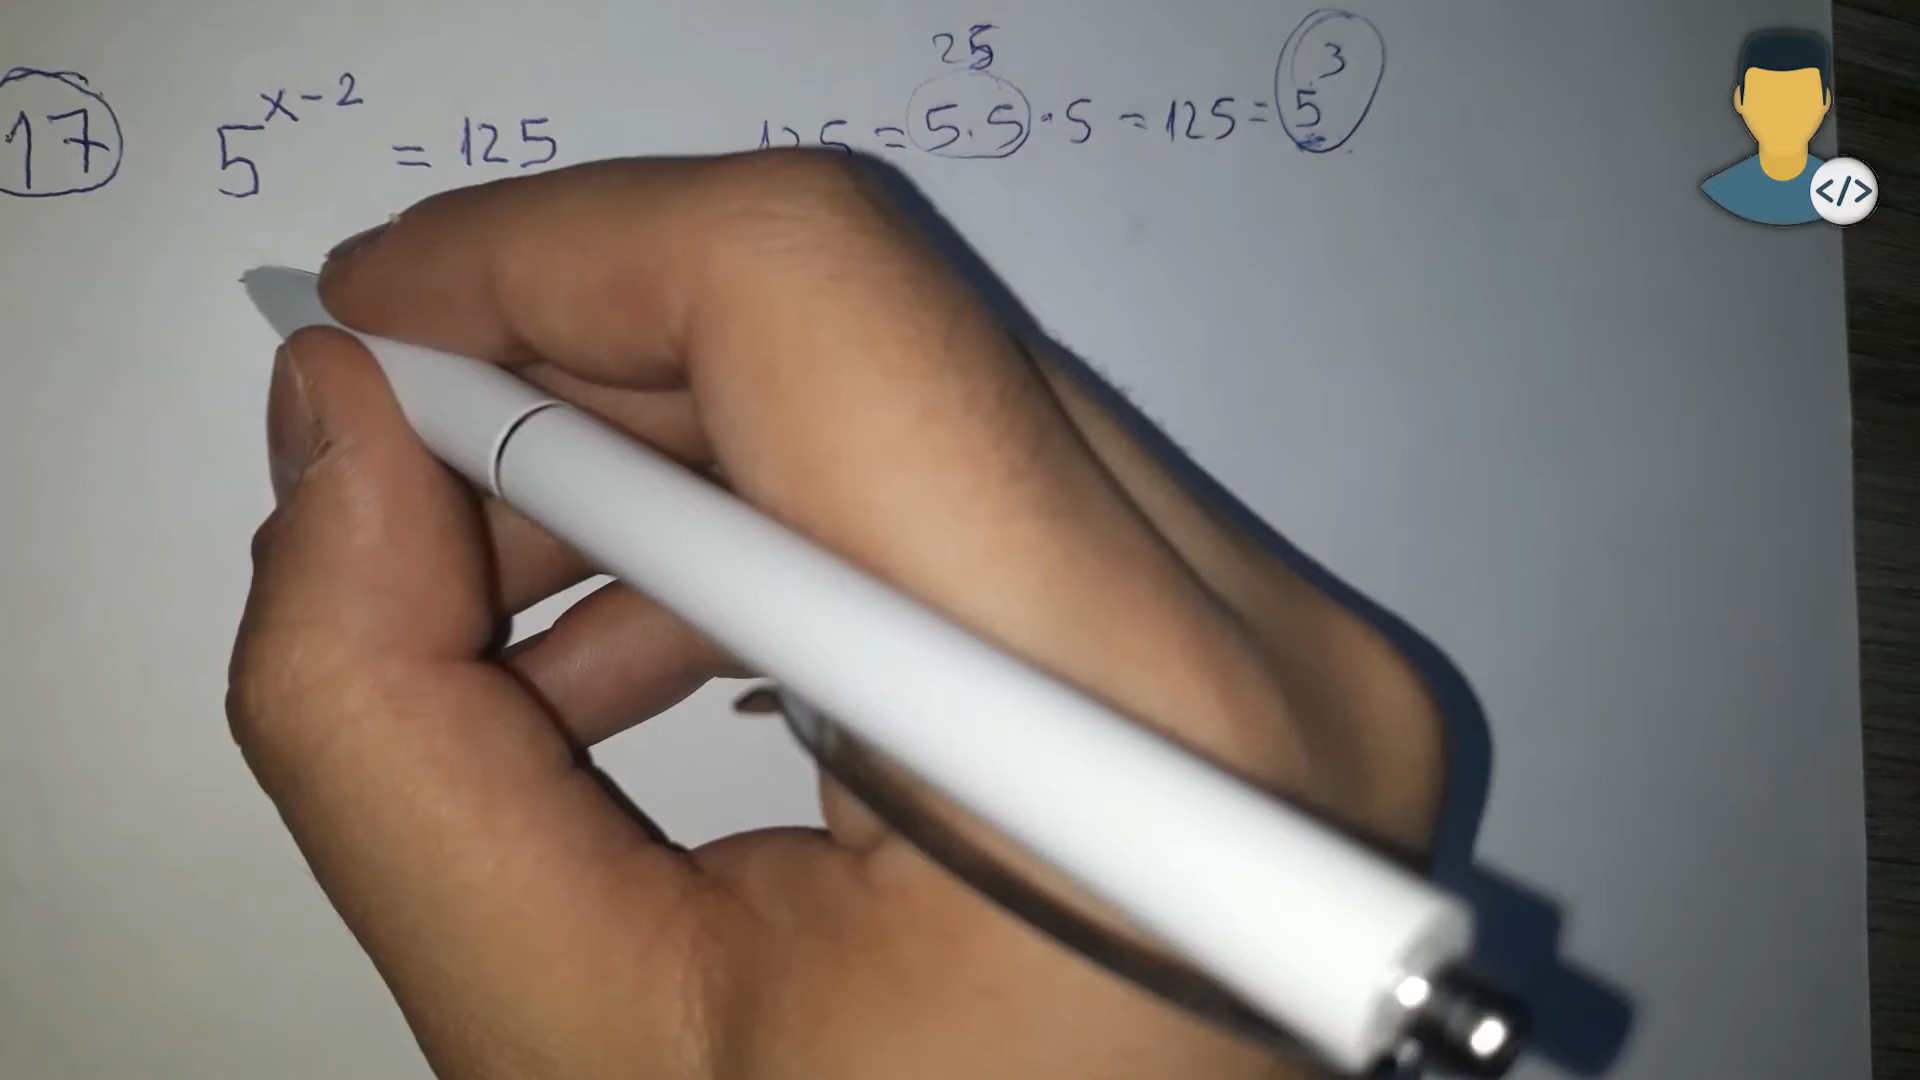 17 5^x-2 = 125
25
125 = 5.5·5 = 125 = 5^3
</>